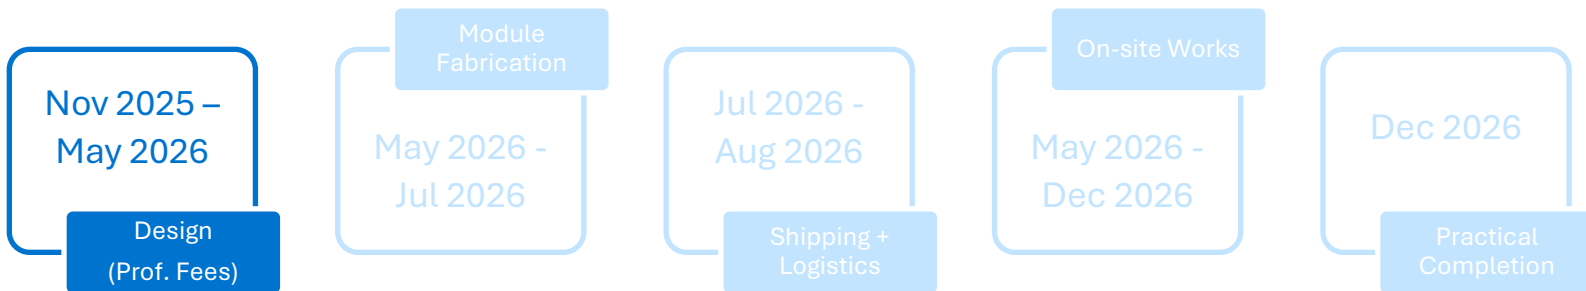 Nov 2025 –
May 2026
Design
(Prof. Fees)
Module
Fabrication
May 2026 -
Jul 2026
Jul 2026 -
Aug 2026
Shipping +
Logistics
On-site Works
May 2026 -
Dec 2026
Dec 2026
Practical
Completion